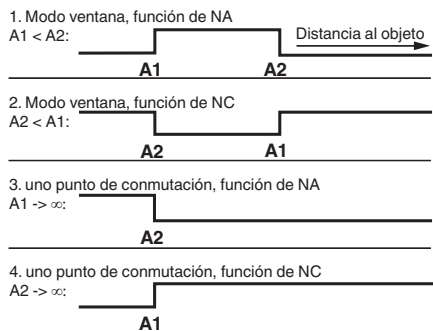 1. Modo ventana, función de NA
A1 < A2:
Distancia al objeto
A1 A2
2. Modo ventana, función de NC
A2 < A1:
A2 A1
3. uno punto de conmutación, función de NA
A1 -> ∞:
A2
4. uno punto de conmutación, función de NC
A2 -> ∞:
A1